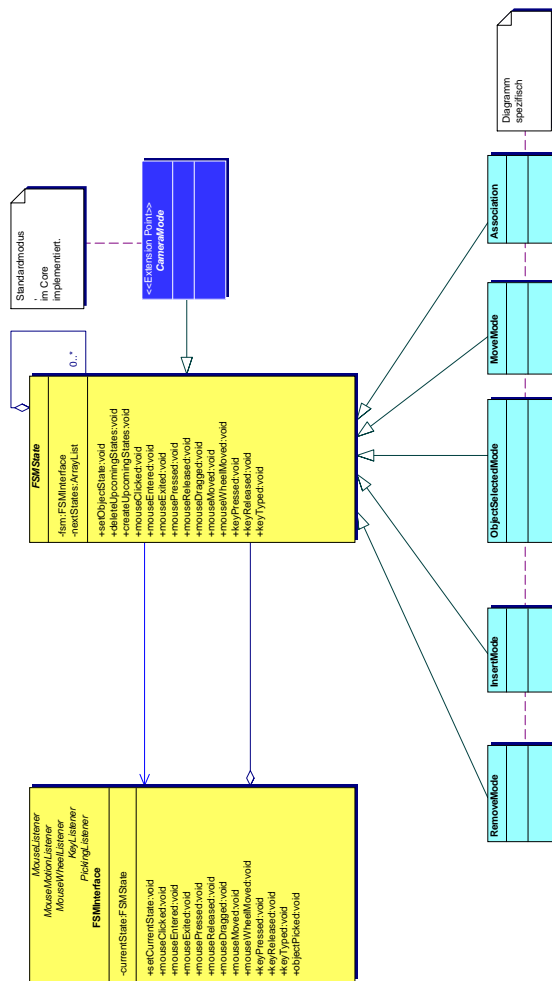 MouseListener
MouseMotionListener
MouseWheelListener
KeyListener
PickingListener
FSMInterface
-currentState:FSMState
+setCurrentState:void
+mouseClicked:void
+mouseEntered:void
+mouseExited:void
+mousePressed:void
+mouseReleased:void
+mouseDragged:void
+mouseMoved:void
+mouseWheelMoved:void
+keyPressed:void
+keyReleased:void
+keyTyped:void
+objectPicked:void
FSMState
-fsm:FSMInterface
-nextStates:ArrayList
+setObjectState:void
+deleteUpcomingStates:void
+createUpcomingStates:void
+mouseClicked:void
+mouseEntered:void
+mouseExited:void
+mousePressed:void
+mouseReleased:void
+mouseDragged:void
+mouseMoved:void
+mouseWheelMoved:void
+keyPressed:void
+keyReleased:void
+keyTyped:void
0..*
Standardmodus
,
im Core
implementiert.
<<Extension Point>>
CameraMode
RemoveMode
InsertMode
ObjectSelectedMode
MoveMode
Association
Diagramm
spezifisch